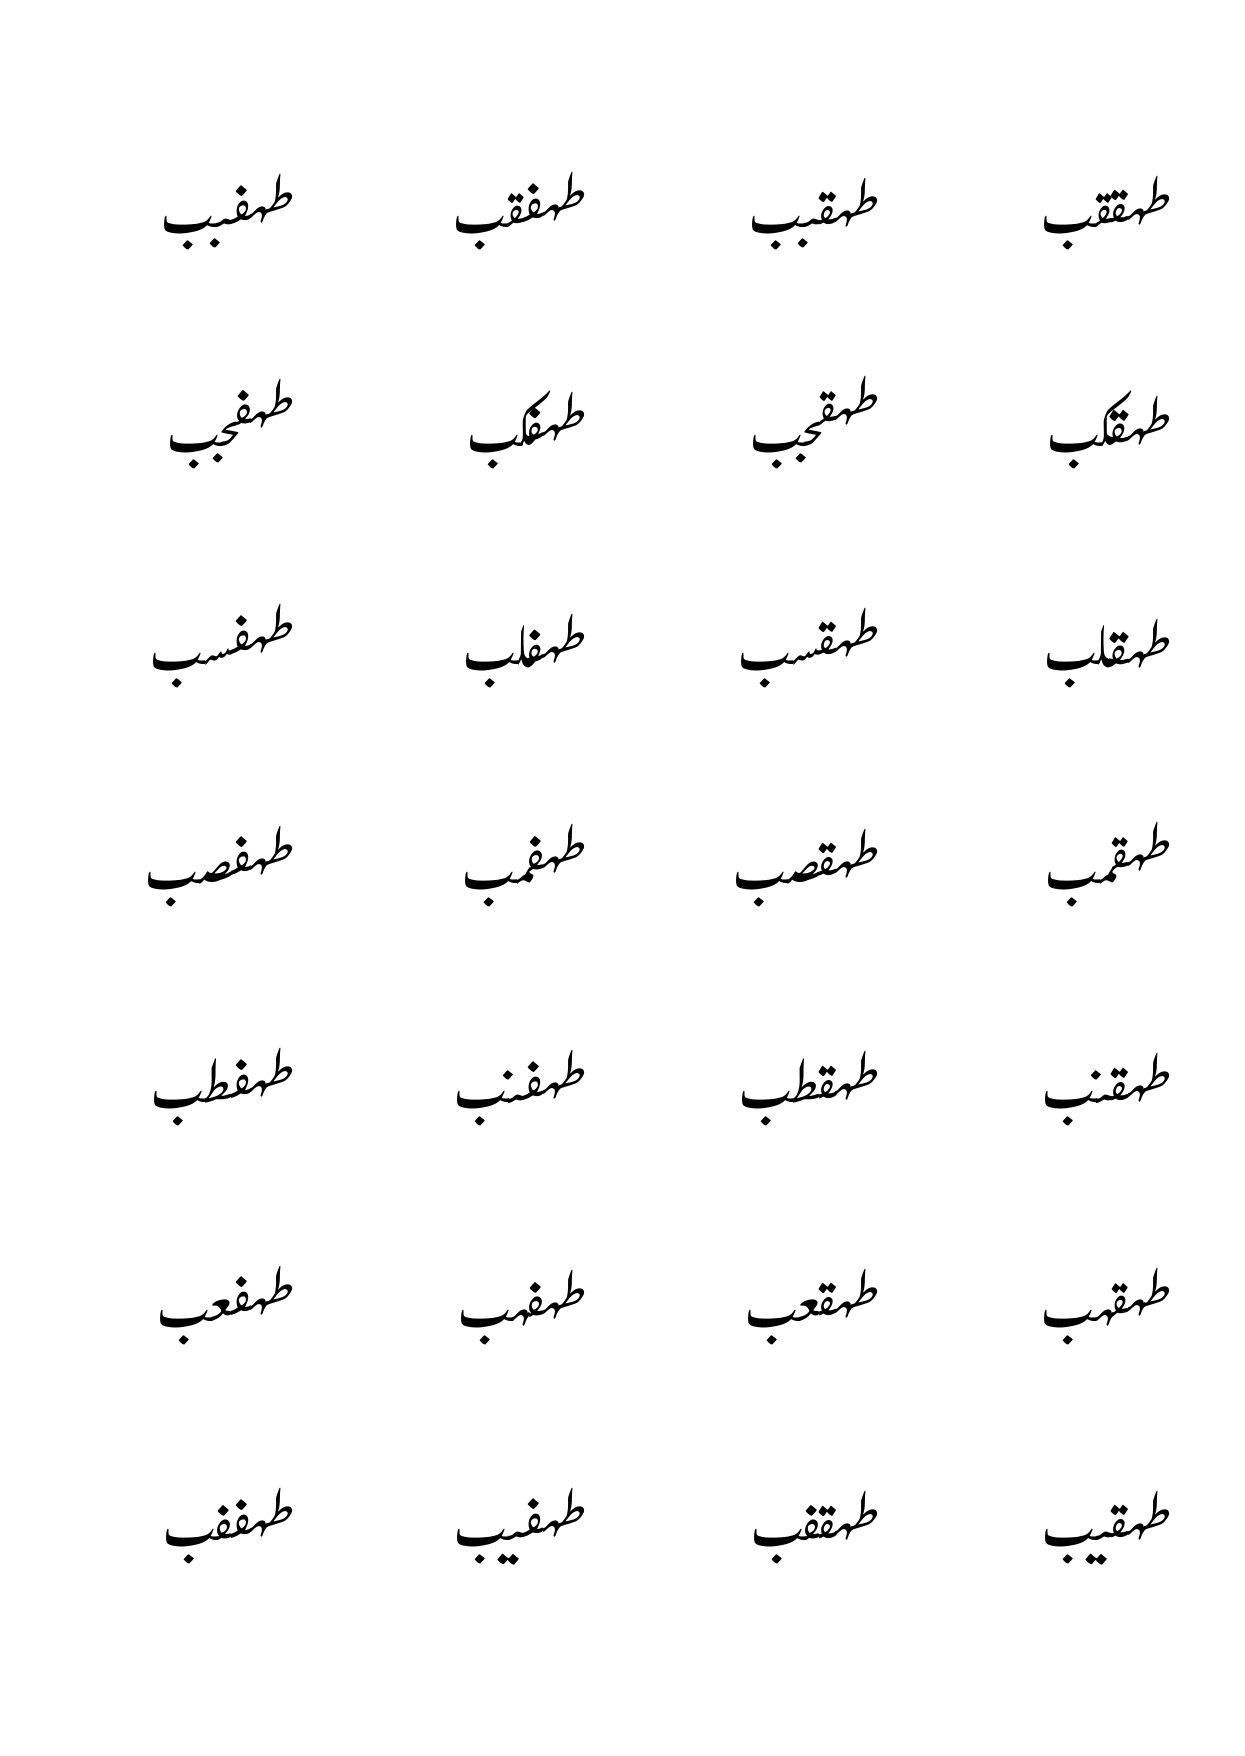 طهققب طهقبب طهفقب طهفبب
طهقكب طهقجب طهفكب طهفجب
طهقلب طهقسب طهفلب طهفسب
طهقمب طهقصب طهفمب طهفصب
طهقنب طهقطب طهفنب طهفطب
طهقهب طهقعب طهفهب طهفعب
طهقيب طهقفب طهفيب طهففب